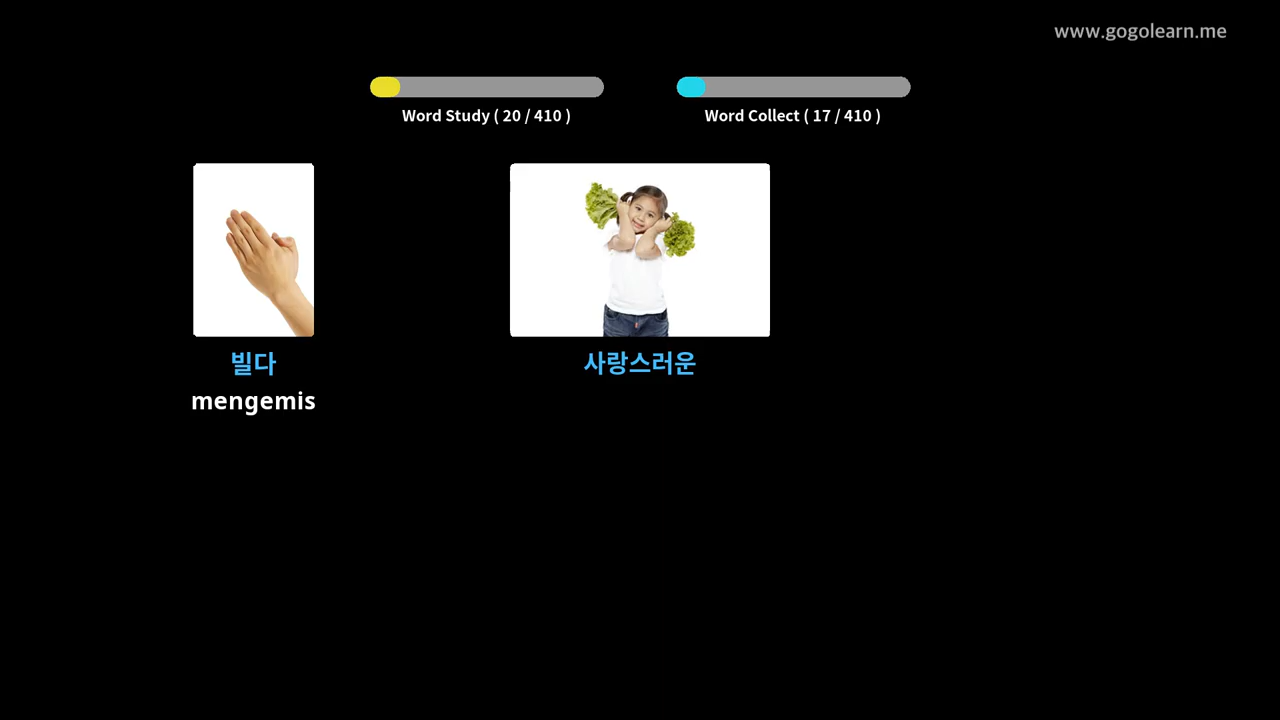 www.gogolearn.me
Word Study ( 20 / 410 )
Word Collect ( 17 / 410 )
빌다
사랑스러운
mengemis